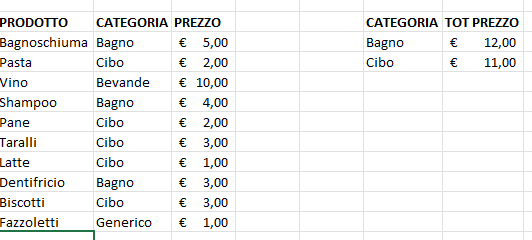 PRODOTTO CATEGORIA PREZZO CATEGORIA TOT PREZZO
Bagnoschiuma Bagno € 5,00 Bagno € 12,00
Pasta Cibo € 2,00 Cibo € 11,00
Vino Bevande € 10,00
Shampoo Bagno € 4,00
Pane Cibo € 2,00
Taralli Cibo € 3,00
Latte Cibo € 1,00
Dentifricio Bagno € 3,00
Biscotti Cibo € 3,00
Fazzoletti Generico € 1,00